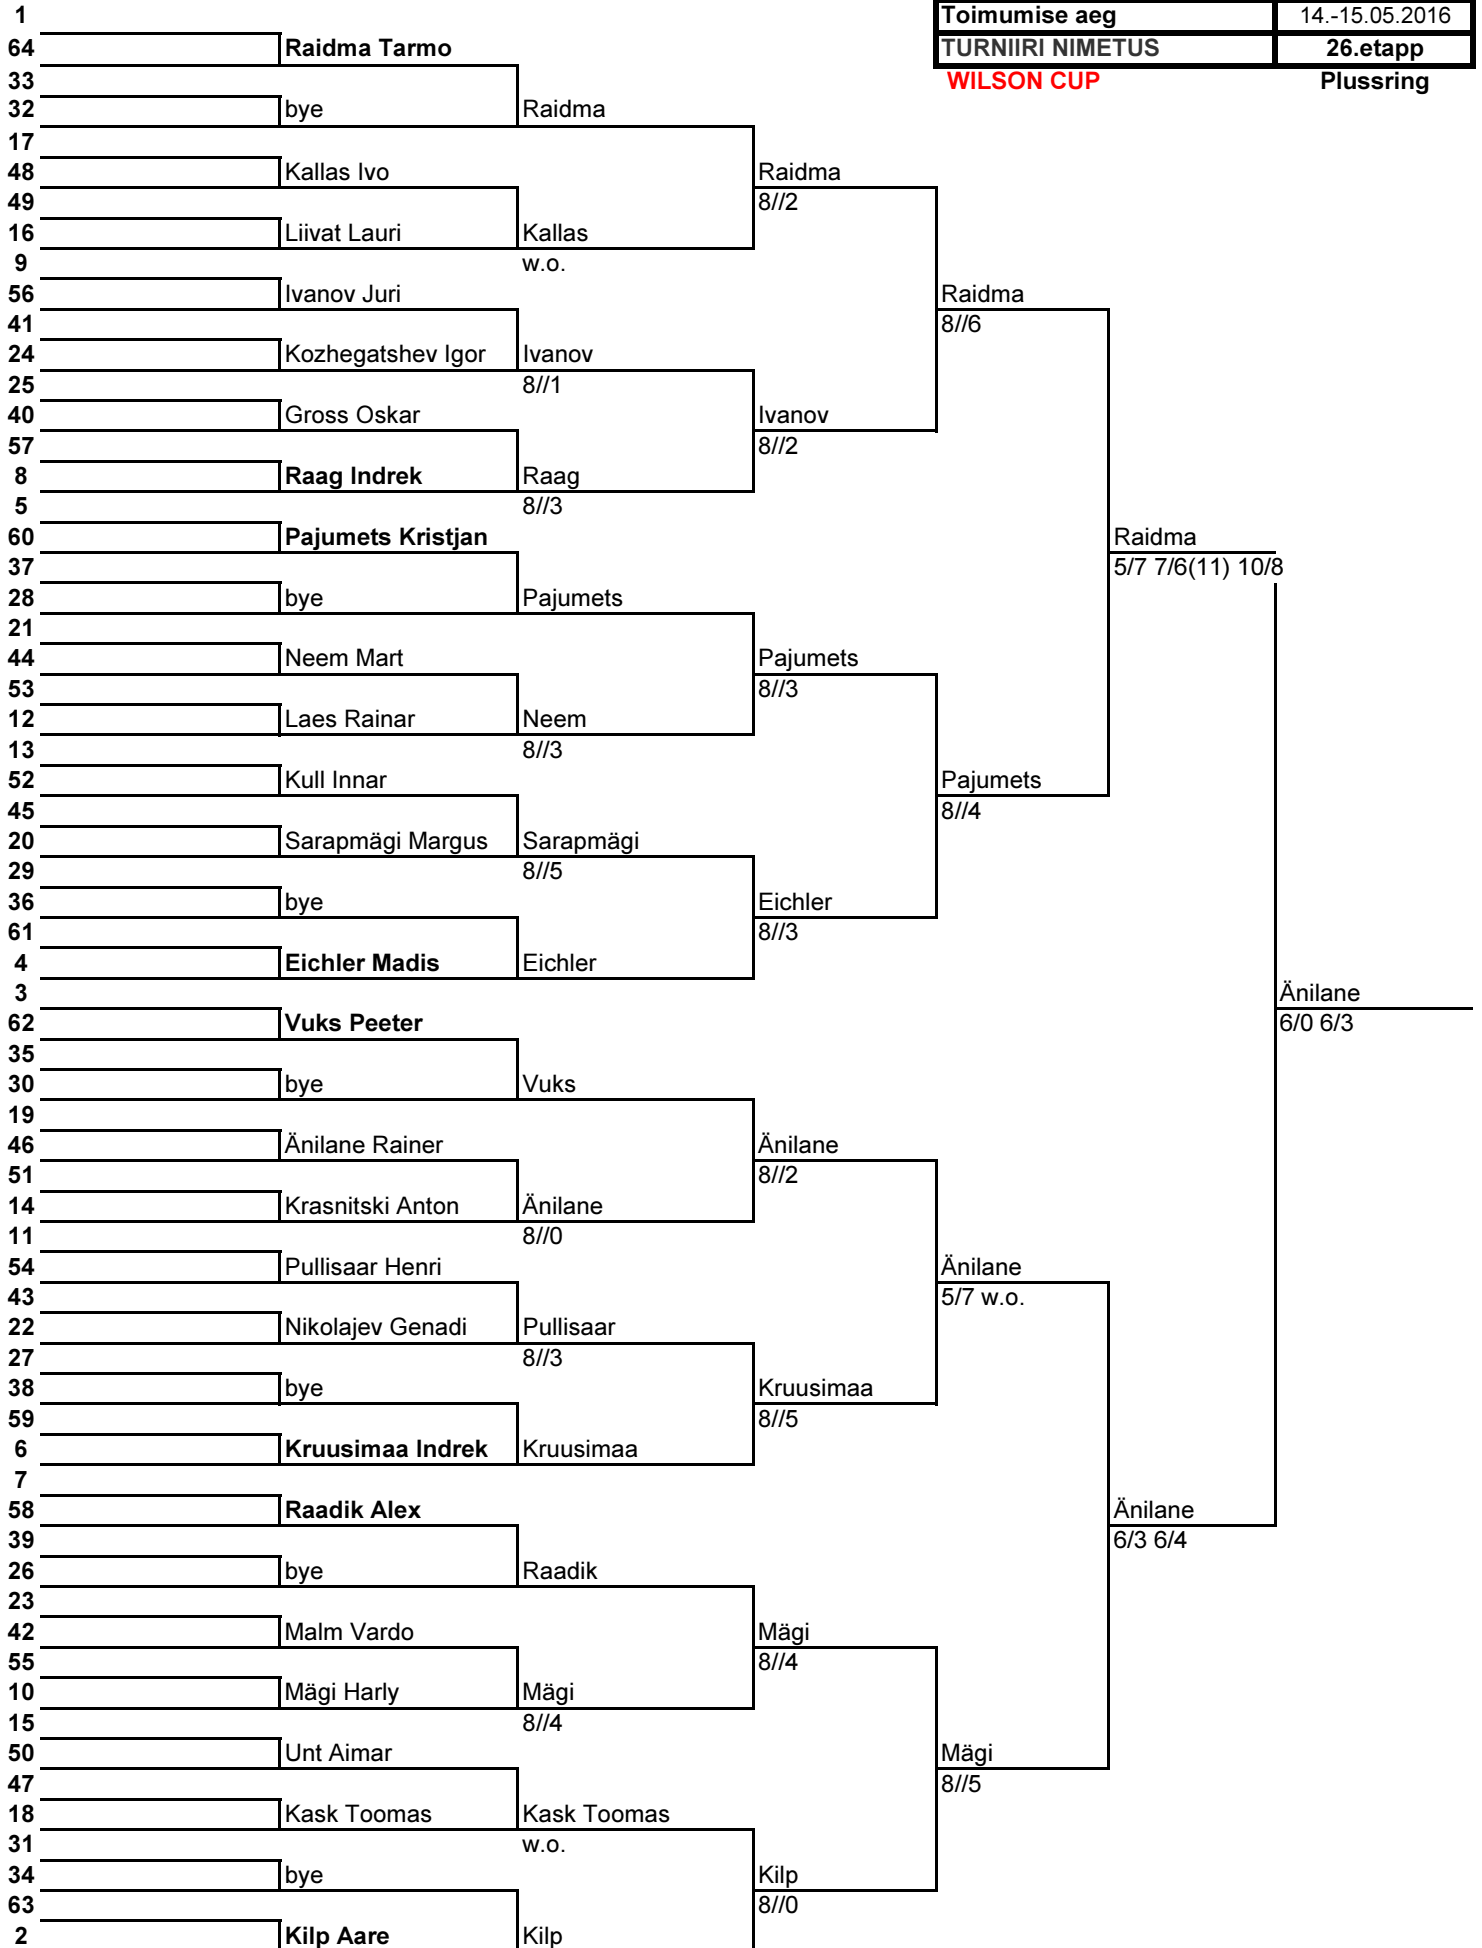 1 Toimumise aeg 14.-15.05.2016
64 Raidma Tarmo TURNIIRI NIMETUS 26.etapp
33 WILSON CUP Plussring
32 bye Raidma
17
48 Kallas Ivo Raidma
49 8//2
16 Liivat Lauri Kallas
9 w.o.
56 Ivanov Juri Raidma
41 8//6
24 Kozhegatshev Igor Ivanov
25 8//1
40 Gross Oskar Ivanov
57 8//2
8 Raag Indrek Raag
5 8//3
60 Pajumets Kristjan Raidma
37 5/7 7/6(11) 10/8
28 bye Pajumets
21
44 Neem Mart Pajumets
53 8//3
12 Laes Rainar Neem
13 8//3
52 Kull Innar Pajumets
45 8//4
20 Sarapmägi Margus Sarapmägi
29 8//5
36 bye Eichler
61 8//3
4 Eichler Madis Eichler
3 Änilane
62 Vuks Peeter 6/0 6/3
35
30 bye Vuks
19
46 Änilane Rainer Änilane
51 8//2
14 Krasnitski Anton Änilane
11 8//0
54 Pullisaar Henri Änilane
43 5/7 w.o.
22 Nikolajev Genadi Pullisaar
27 8//3
38 bye Kruusimaa
59 8//5
6 Kruusimaa Indrek Kruusimaa
7
58 Raadik Alex Änilane
39 6/3 6/4
26 bye Raadik
23
42 Malm Vardo Mägi
55 8//4
10 Mägi Harly Mägi
15 8//4
50 Unt Aimar Mägi
47 8//5
18 Kask Toomas Kask Toomas
31 w.o.
34 bye Kilp
63 8//0
2 Kilp Aare Kilp